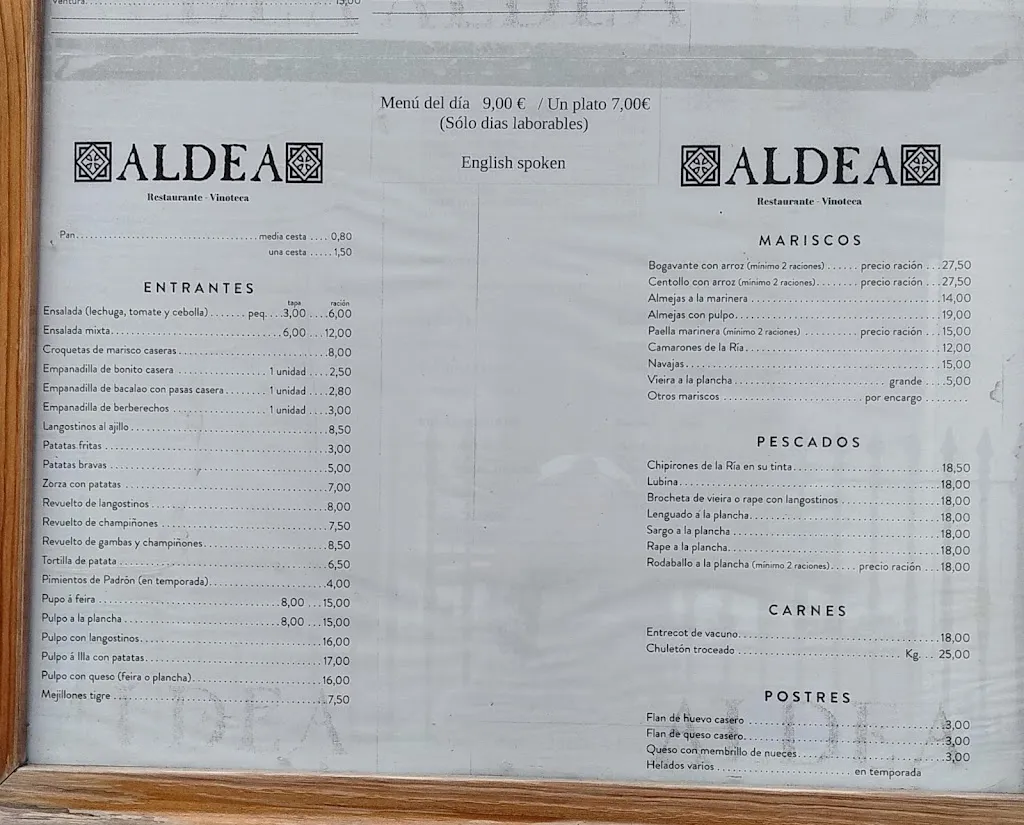 Ventura 15,00
Menú del día 9,00 € / Un plato 7,00€
(Sólo dias laborables)
English spoken
ALDEA
Restaurante - Vinoteca
Pan media cesta 0,80
una cesta 1,50
ENTRANTES
tapa ración
Ensalada (lechuga, tomate y cebolla) peq. 3,00 6,00
Ensalada mixta 6,00 12,00
Croquetas de marisco caseras 8,00
Empanadilla de bonito casera 1 unidad 2,50
Empanadilla de bacalao con pasas casera 1 unidad 2,80
Empanadilla de berberechos 1 unidad 3,00
Langostinos al ajillo 8,50
Patatas fritas 3,00
Patatas bravas 5,00
Zorza con patatas 7,00
Revuelto de langostinos 8,00
Revuelto de champiñones 7,50
Revuelto de gambas y champiñones 8,50
Tortilla de patata 6,50
Pimientos de Padrón (en temporada) 4,00
Pupo á feira 8,00 15,00
Pulpo a la plancha 8,00 15,00
Pulpo con langostinos 16,00
Pulpo á Illa con patatas 17,00
Pulpo con queso (feira o plancha) 16,00
Mejillones tigre 7,50
ALDEA
Restaurante - Vinoteca
MARISCOS
Bogavante con arroz (mínimo 2 raciones) precio ración 27,50
Centollo con arroz (mínimo 2 raciones) precio ración 27,50
Almejas a la marinera 14,00
Almejas con pulpo 19,00
Paella marinera (mínimo 2 raciones) precio ración 15,00
Camarones de la Ría 12,00
Navajas 15,00
Vieira a la plancha grande 5,00
Otros mariscos por encargo
PESCADOS
Chipirones de la Ría en su tinta 18,50
Lubina 18,00
Brocheta de vieira o rape con langostinos 18,00
Lenguado a la plancha 18,00
Sargo a la plancha 18,00
Rape a la plancha 18,00
Rodaballo a la plancha (mínimo 2 raciones) precio ración 18,00
CARNES
Entrecot de vacuno 18,00
Chuletón troceado Kg. 25,00
POSTRES
Flan de huevo casero 3,00
Flan de queso casero 3,00
Queso con membrillo de nueces 3,00
Helados varios en temporada